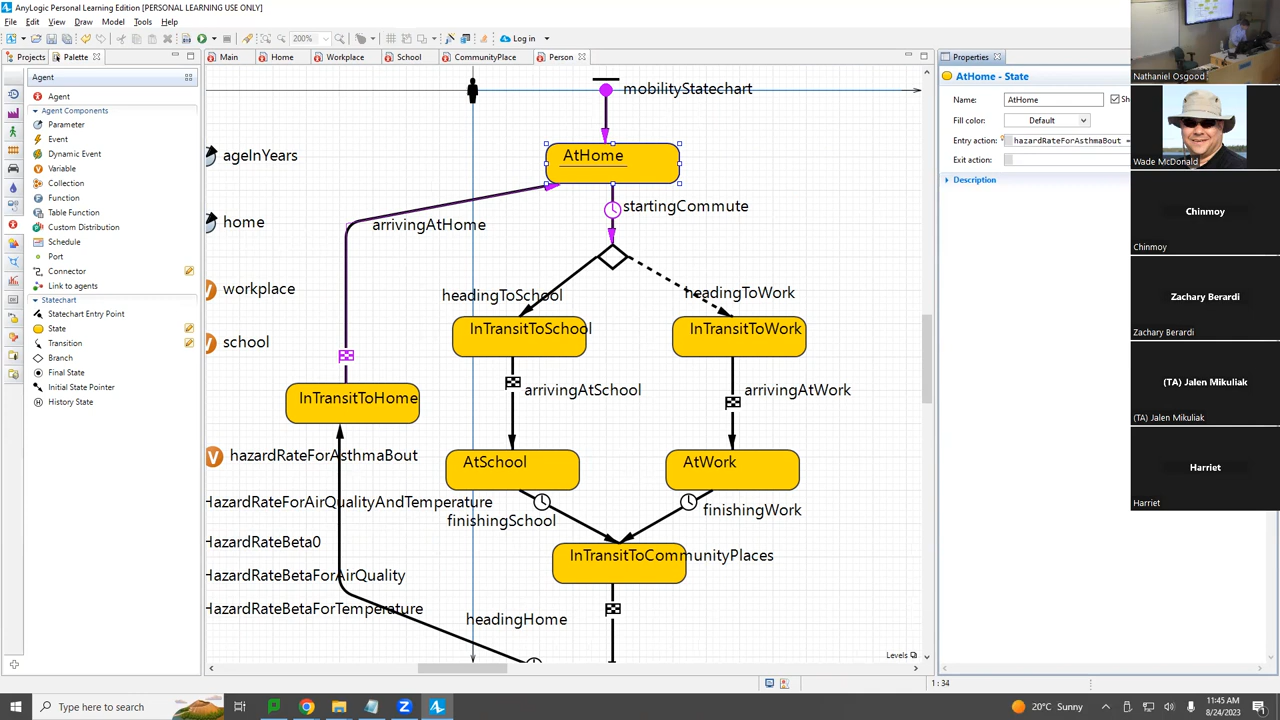 AnyLogic Personal Learning Edition [PERSONAL LEARNING USE ONLY]
File Edit View Draw Model Tools Help
200%
Log in
Projects
Palette
Main
Home
Workplace
School
CommunityPlace
Person
Properties
Agent
Agent
Agent Components
Parameter
Event
Dynamic Event
Variable
Collection
Function
Table Function
Custom Distribution
Schedule
Port
Connector
Link to agents
Statechart
Statechart Entry Point
State
Transition
Branch
Final State
Initial State Pointer
History State
mobilityStatechart
AtHome
ageInYears
startingCommute
home
arrivingAtHome
workplace
headingToSchool
headingToWork
school
InTransitToSchool
InTransitToWork
arrivingAtSchool
arrivingAtWork
InTransitToHome
hazardRateForAsthmaBout
AtSchool
AtWork
HazardRateForAirQualityAndTemperature
finishingSchool
finishingWork
HazardRateBeta0
InTransitToCommunityPlaces
HazardRateBetaForAirQuality
HazardRateBetaForTemperature
headingHome
Levels
AtHome - State
Name:
AtHome
Sho
Fill color:
Default
Entry action:
hazardRateForAsthmaBout =
Exit action:
Description
1 : 34
Nathaniel Osgood
Wade McDonald
Chinmoy
Chinmoy
Zachary Berardi
Zachary Berardi
(TA) Jalen Mikuliak
(TA) Jalen Mikuliak
Harriet
Harriet
Type here to search
20°C Sunny
11:45 AM
8/24/2023
1